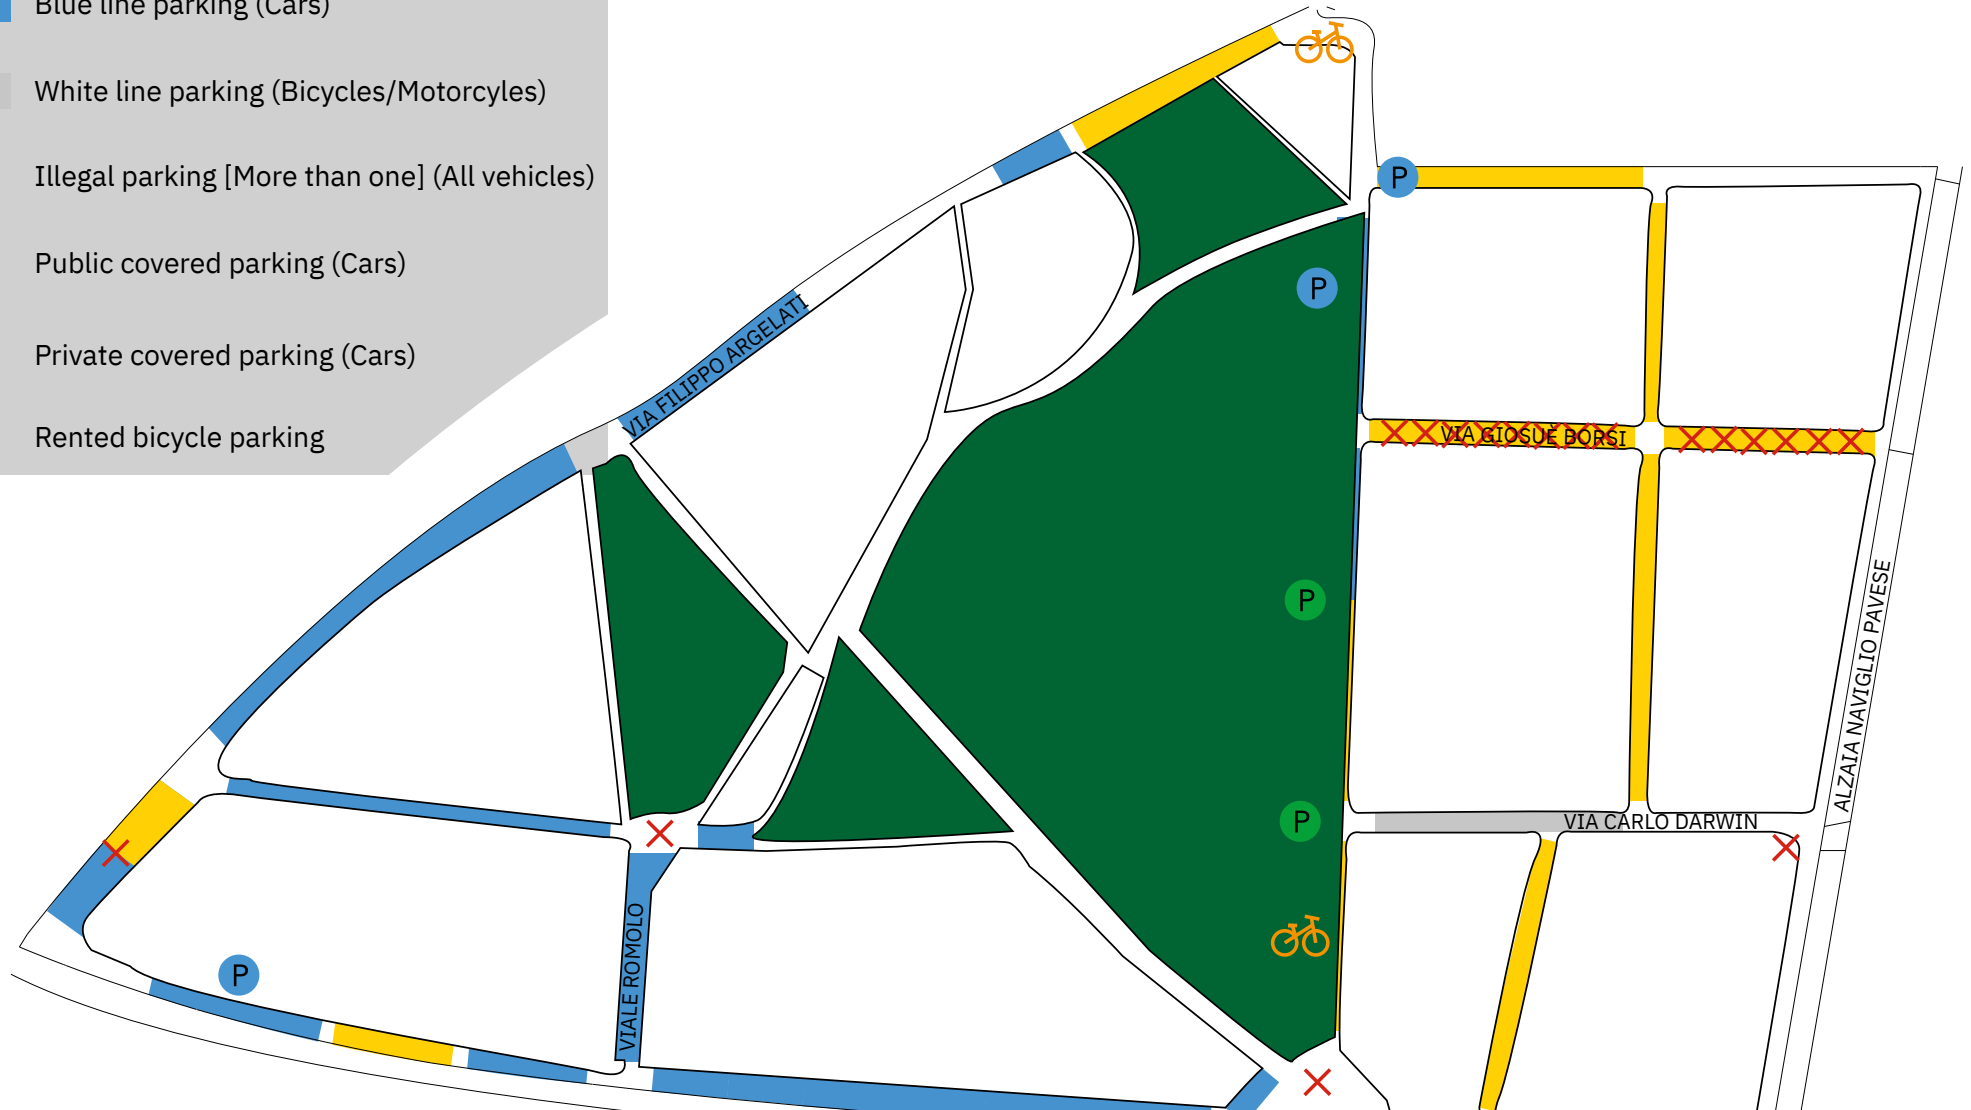 Blue line parking (Cars)
White line parking (Bicycles/Motorcyles)
Illegal parking [More than one] (All vehicles)
Public covered parking (Cars)
Private covered parking (Cars)
Rented bicycle parking
P
P
VIA FILIPPO ARGELATI
VIA GIOSUÈ BORSI
P
ALZAIA NAVIGLIO PAVESE
P
VIA CARLO DARWIN
VIALE ROMOLO
P